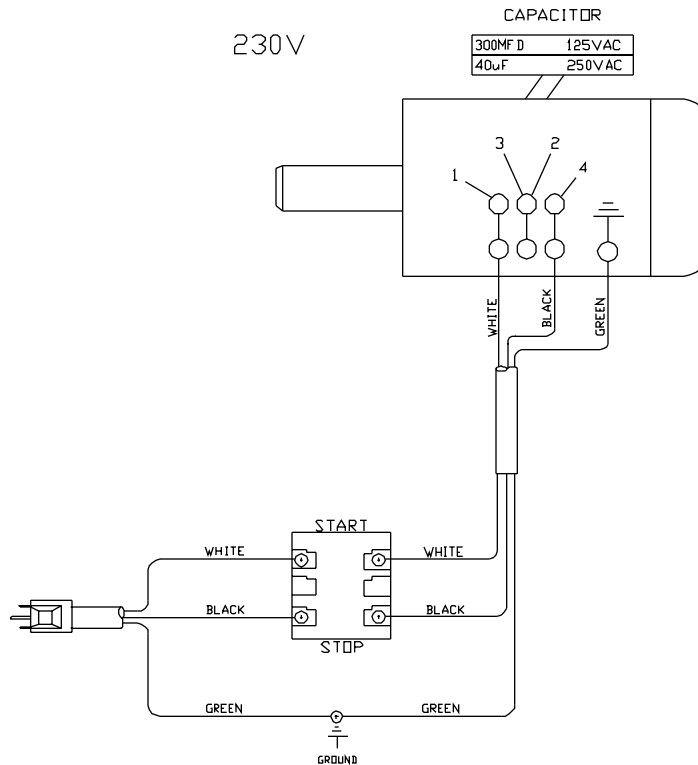 CAPACITOR
230V
300MFD 125VAC
40uF 250VAC
3 2
1 4
WHITE
BLACK
GREEN
START
WHITE WHITE
BLACK BLACK
STOP
GREEN GREEN
GROUND